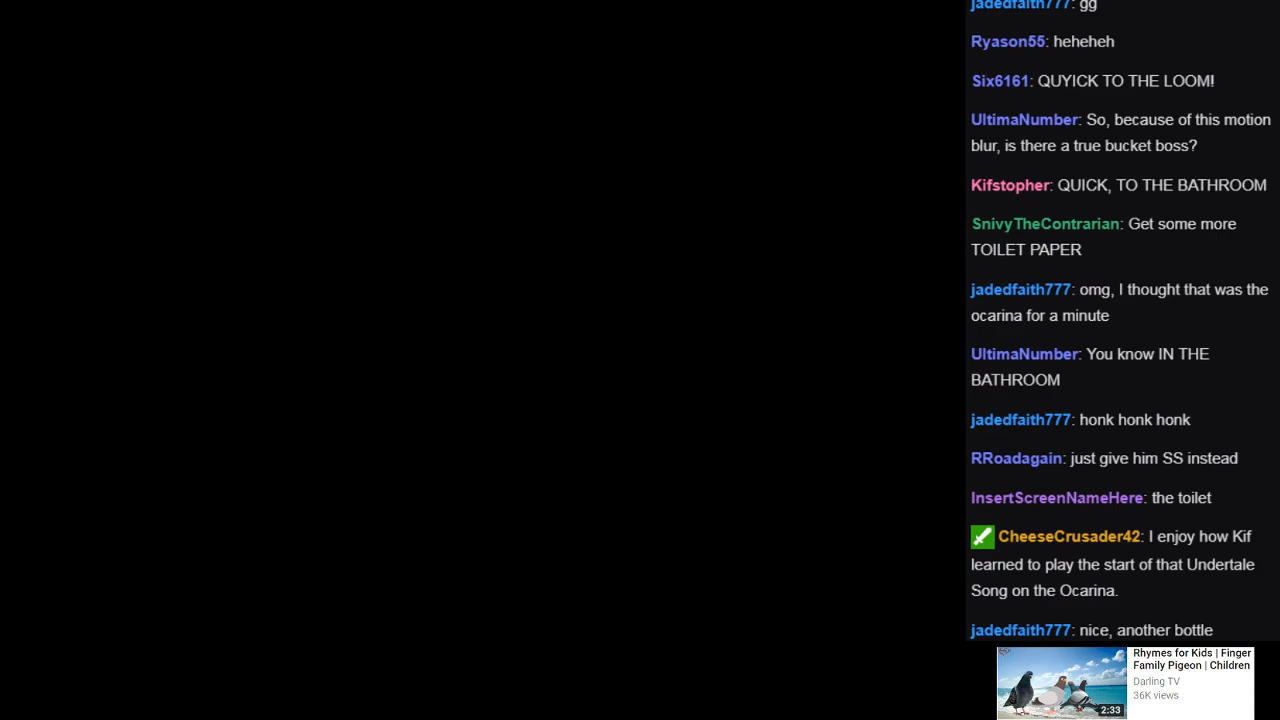 jadedfaith777: gg
Ryason55: heheheh
Six6161: QUYICK TO THE LOOM!
UltimaNumber: So, because of this motion
blur, is there a true bucket boss?
Kifstopher: QUICK, TO THE BATHROOM
SnivyTheContrarian: Get some more
TOILET PAPER
jadedfaith777: omg, I thought that was the
ocarina for a minute
UltimaNumber: You know IN THE
BATHROOM
jadedfaith777: honk honk honk
RRoadagain: just give him SS instead
InsertScreenNameHere: the toilet
CheeseCrusader42: I enjoy how Kif
learned to play the start of that Undertale
Song on the Ocarina.
jadedfaith777: nice, another bottle
Rhymes for Kids | Finger
Family Pigeon | Children
Darling TV
36K views
2:33